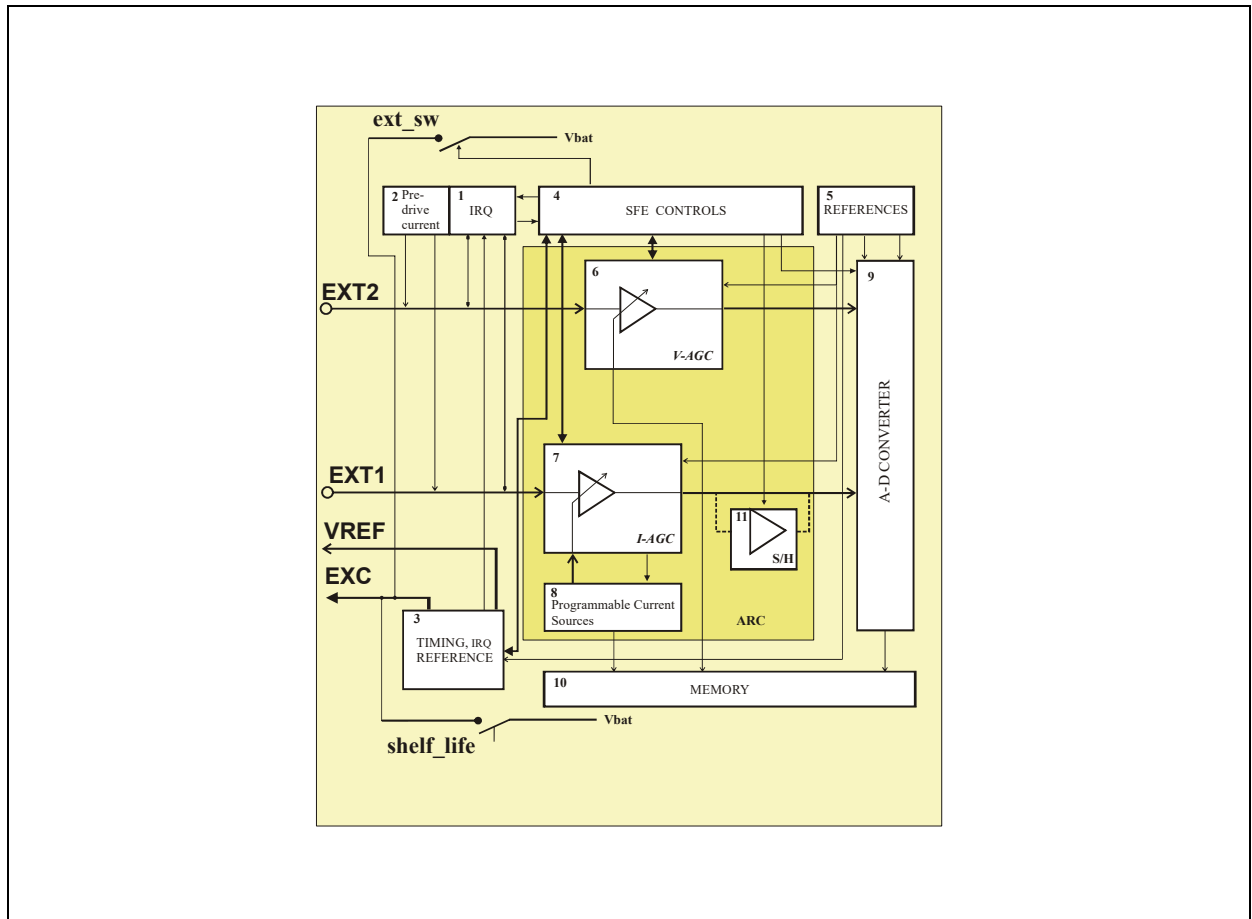 ext_sw
Vbat
2 Pre-
drive
current
1
IRQ
4
SFE CONTROLS
5
REFERENCES
6
V-AGC
9
A-D CONVERTER
EXT2
EXT1
VREF
EXC
7
I-AGC
11
S/H
8
Programmable Current
Sources
ARC
3
TIMING, IRQ
REFERENCE
10
MEMORY
Vbat
shelf_life